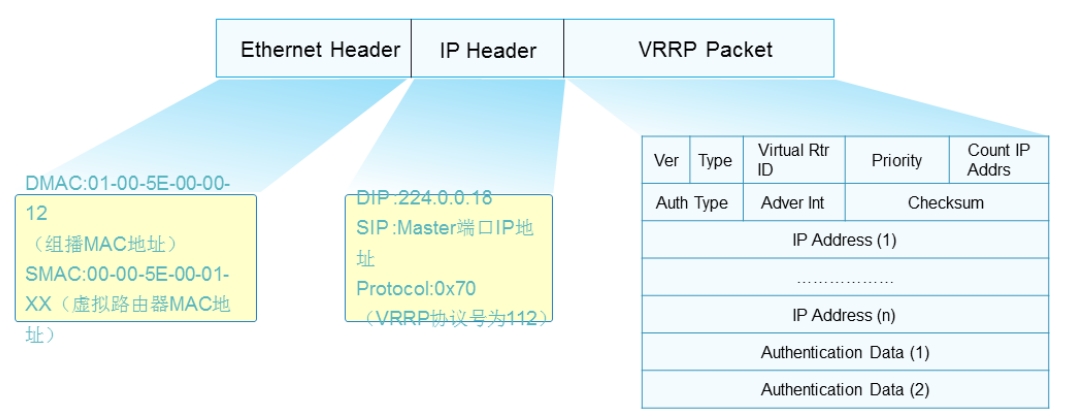 Ethernet Header
IP Header
VRRP Packet
DMAC:01-00-5E-00-00-
12
（组播MAC地址）
SMAC:00-00-5E-00-01-
XX（虚拟路由器MAC地
址）
DIP:224.0.0.18
SIP:Master端口IP地
址
Protocol:0x70
（VRRP协议号为112）
Ver
Type
Virtual Rtr
ID
Priority
Count IP
Addrs
Auth Type
Adver Int
Checksum
IP Address (1)
………………
IP Address (n)
Authentication Data (1)
Authentication Data (2)